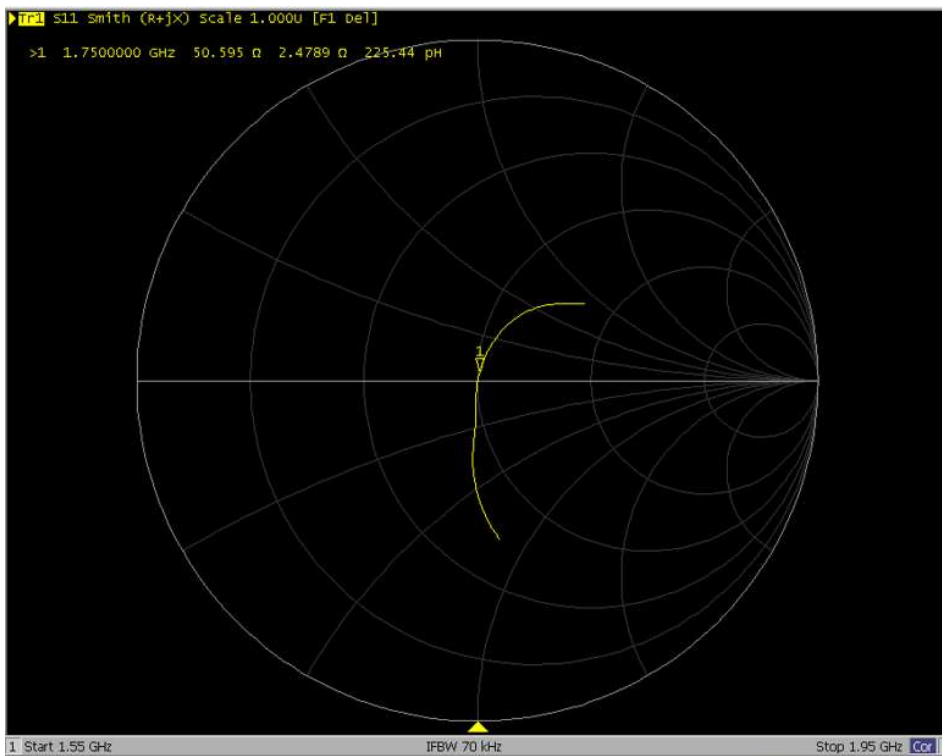 Tr1 S11 Smith (R+jX) Scale 1.000U [F1 Del]
>1 1.7500000 GHz 50.595 Ω 2.4789 Ω 225.44 pH
1
1 Start 1.55 GHz IFBW 70 kHz Stop 1.95 GHz Cor